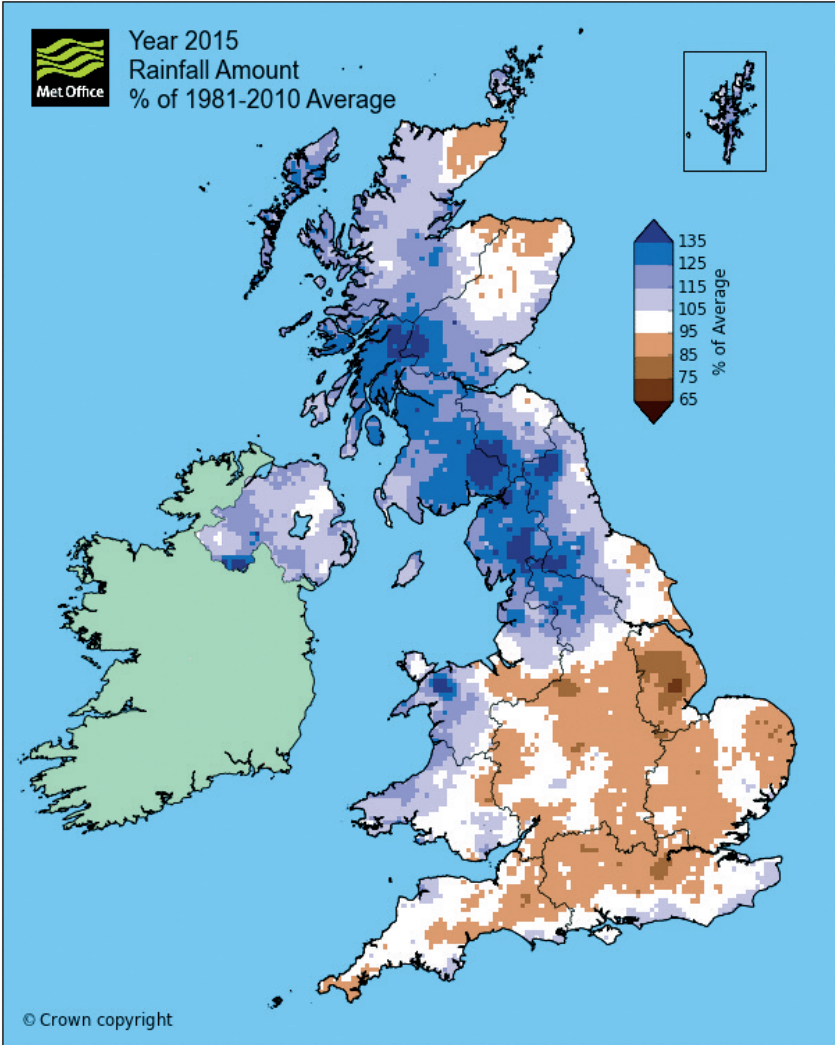 Met Office
Year 2015
Rainfall Amount
% of 1981-2010 Average
135
125
115
105
95
85
75
65
% of Average
© Crown copyright